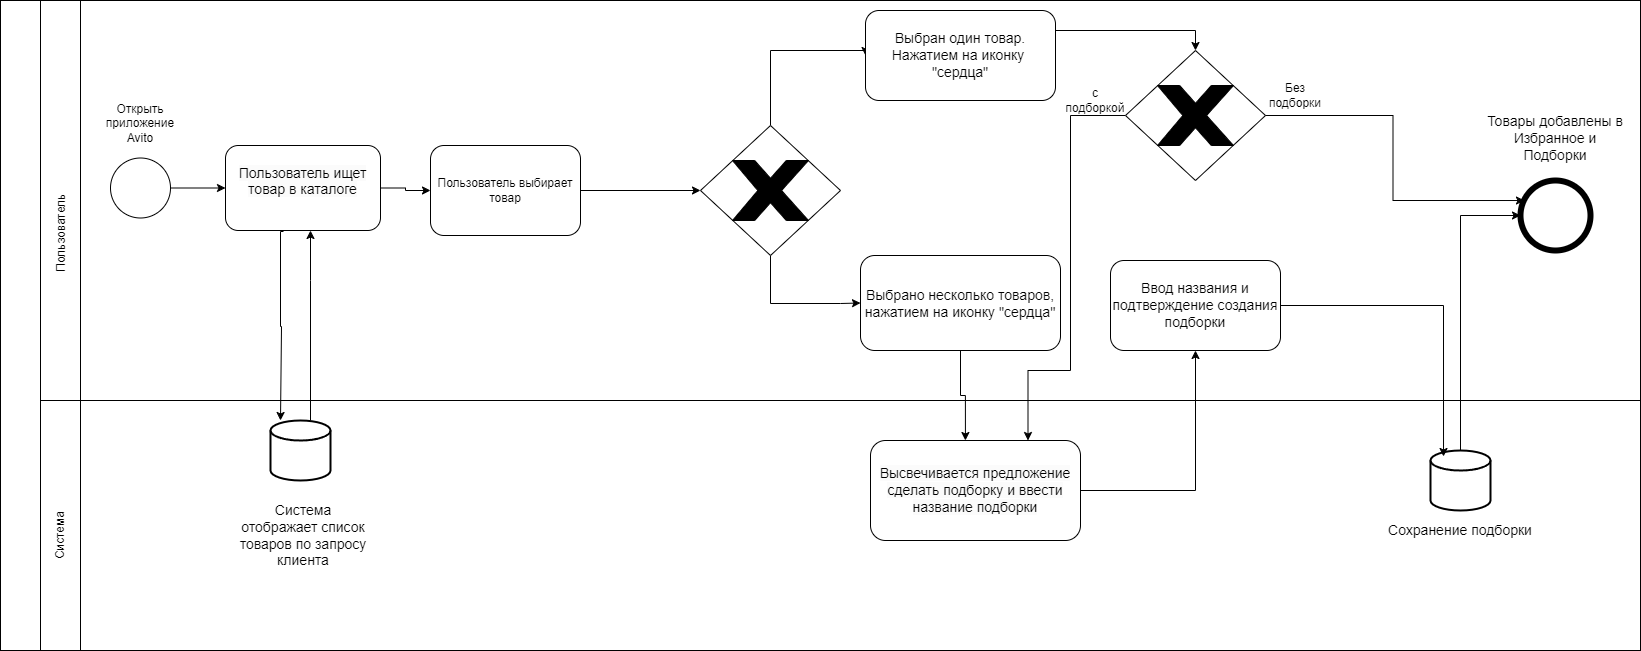 Пользователь
Открыть
приложение
Avito
Пользователь ищет
товар в каталоге
Пользователь выбирает
товар
Выбран один товар.
Нажатием на иконку
"сердца"
Выбрано несколько товаров,
нажатием на иконку "сердца"
с
подборкой
Без
подборки
Товары добавлены в
Избранное и
Подборки
Ввод названия и
подтверждение создания
подборки
Система
Система
отображает список
товаров по запросу
клиента
Высвечивается предложение
сделать подборку и ввести
название подборки
Сохранение подборки